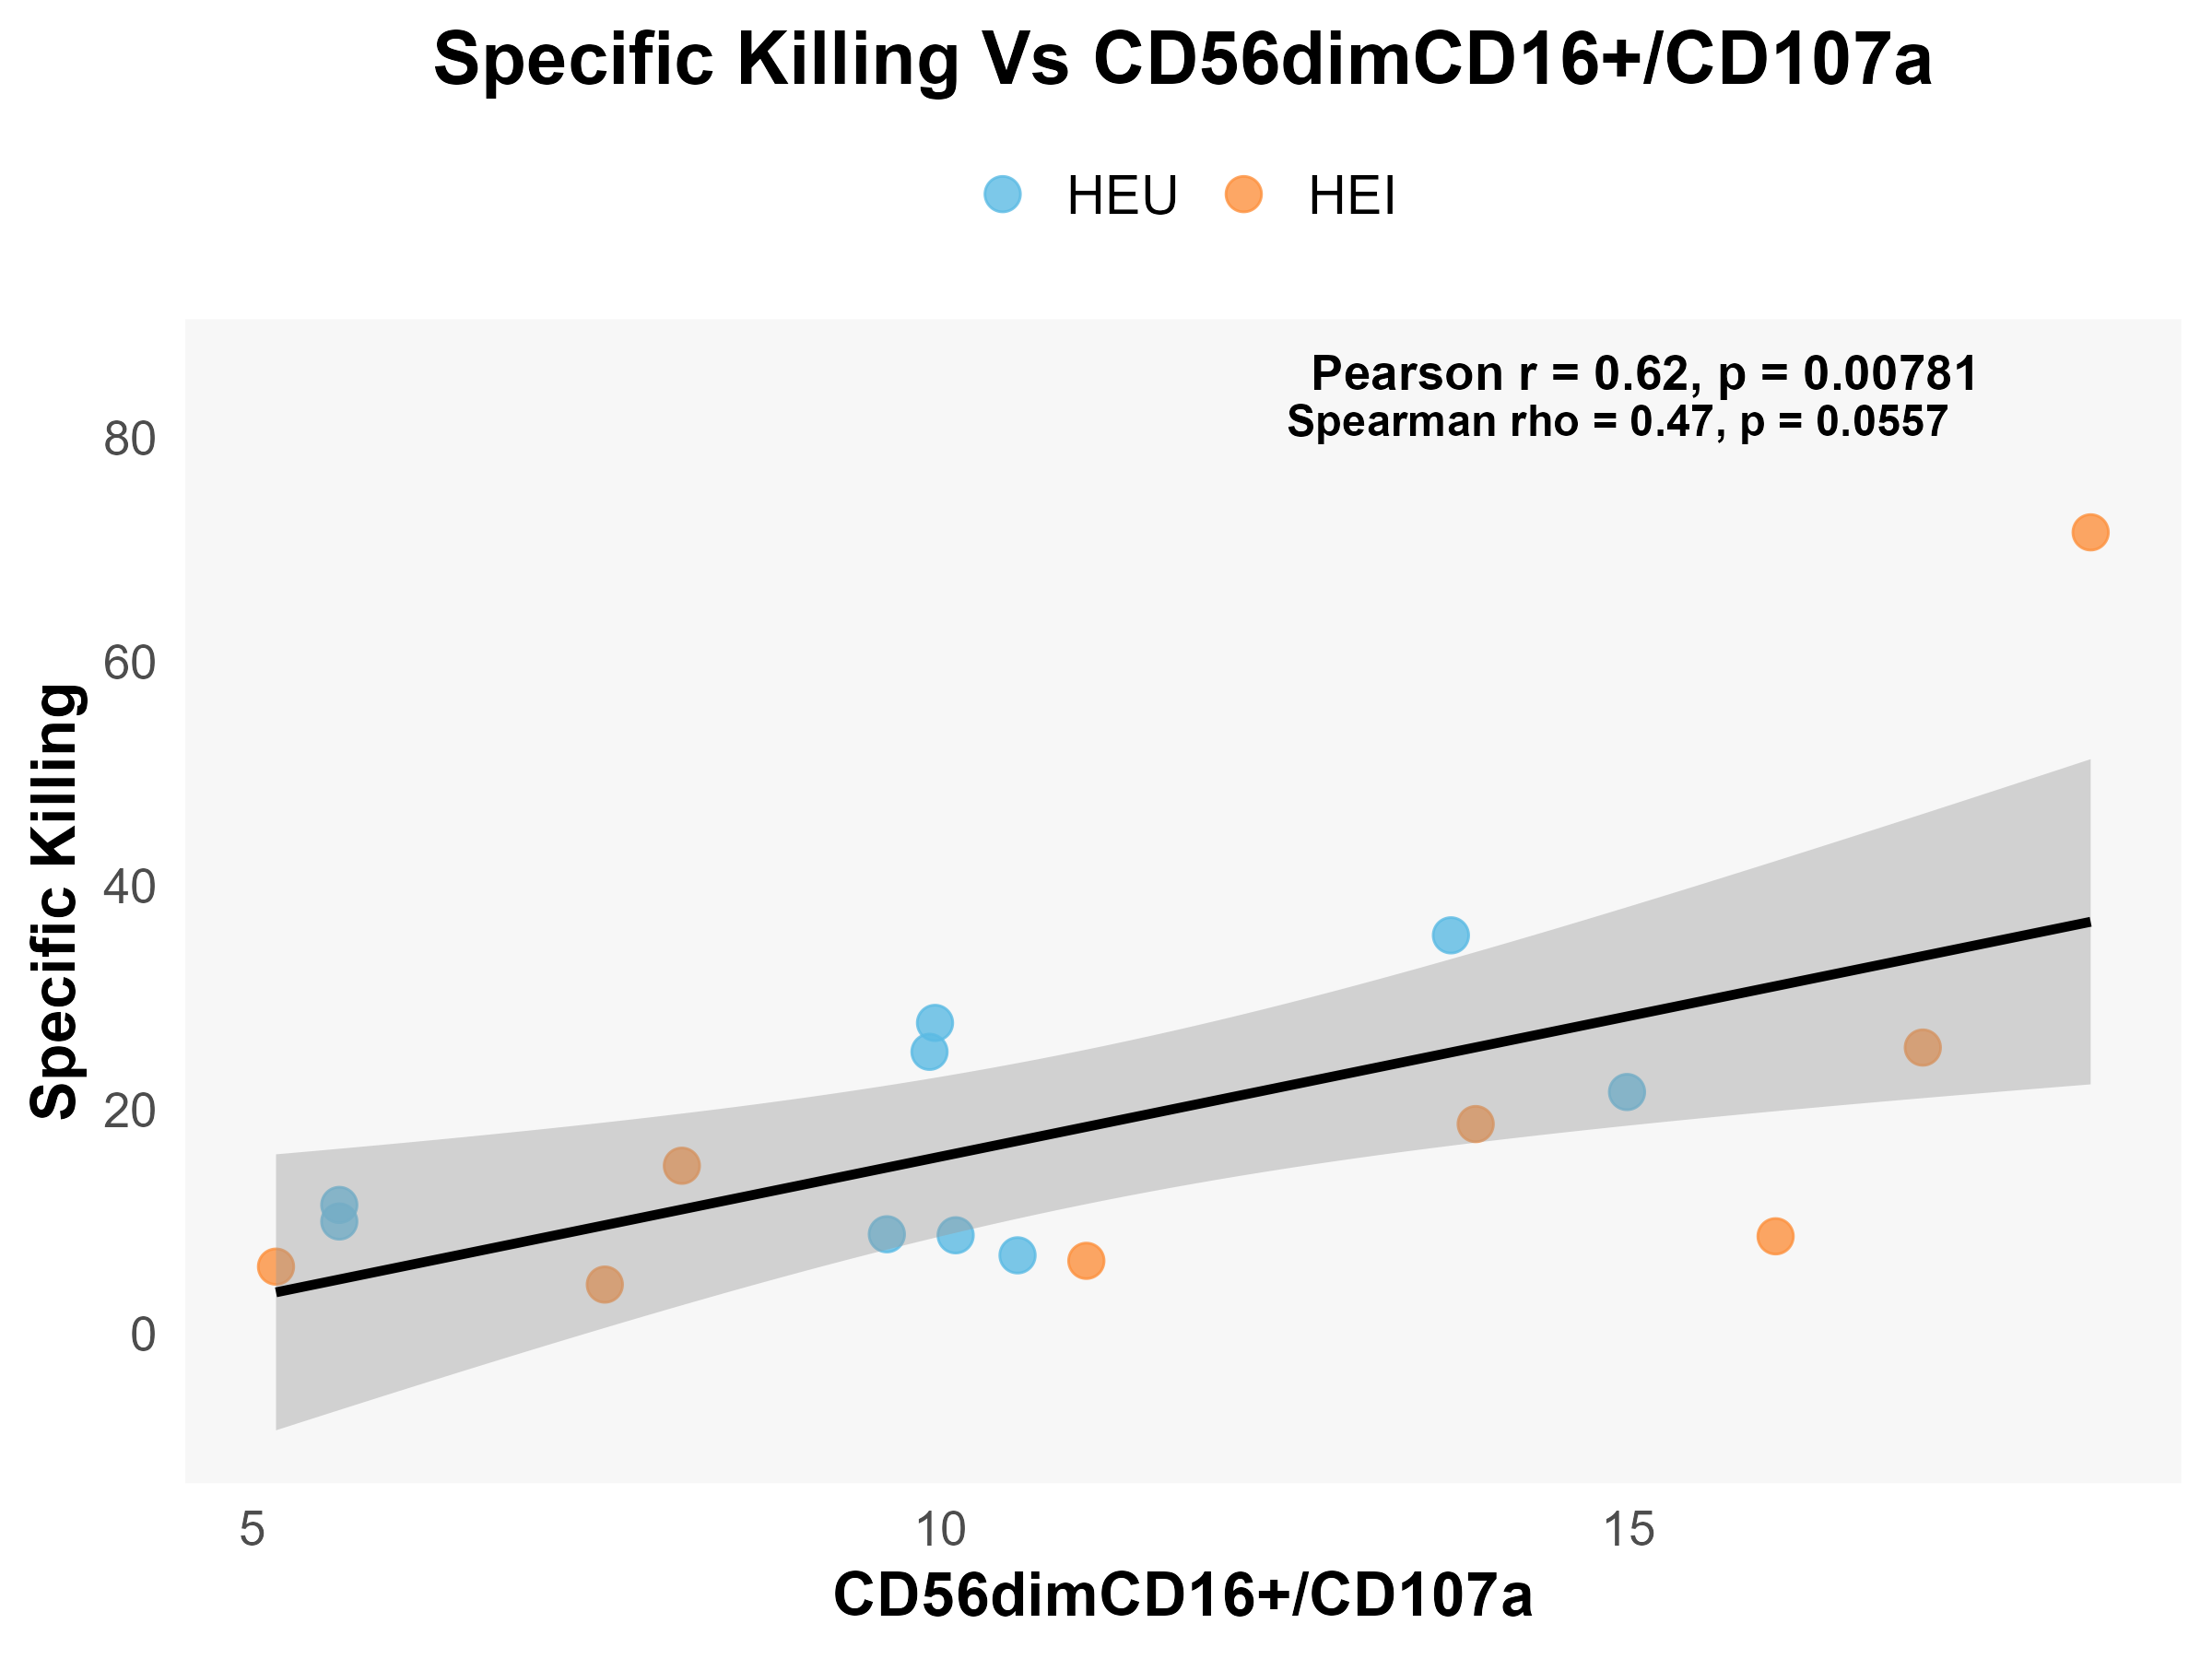 Specific Killing Vs CD56dimCD16+/CD107a
HEU HEI
Pearson r = 0.62, p = 0.00781
Spearman rho = 0.47, p = 0.0557
80
60
40
20
0
Specific Killing
5 10 15
CD56dimCD16+/CD107a